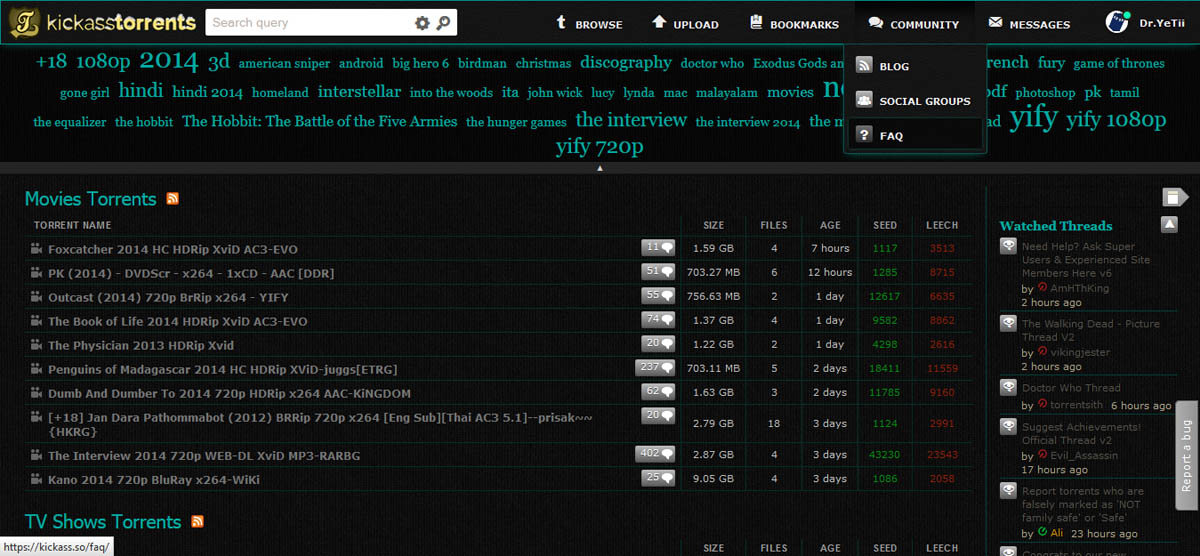 kickasstorrents
Search query
BROWSE
UPLOAD
BOOKMARKS
COMMUNITY
MESSAGES
Dr.YeTii
BLOG
SOCIAL GROUPS
FAQ
+18 1080p 2014 3d american sniper android big hero 6 birdman christmas discography doctor who Exodus Gods fury game of thrones
gone girl hindi hindi 2014 homeland interstellar into the woods ita john wick lucy lynda mac malayalam movies photoshop pk tamil
the equalizer the hobbit The Hobbit: The Battle of the Five Armies the hunger games the interview the interview 2014 yify yify 1080p
yify 720p
Movies Torrents
TORRENT NAME SIZE FILES AGE SEED LEECH
Foxcatcher 2014 HC HDRip XviD AC3-EVO 11 1.59 GB 4 7 hours 1117 3513
PK (2014) - DVDScr - x264 - 1xCD - AAC [DDR] 51 703.27 MB 6 12 hours 1285 8715
Outcast (2014) 720p BrRip x264 - YIFY 55 756.63 MB 2 1 day 12617 6635
The Book of Life 2014 HDRip XviD AC3-EVO 74 1.37 GB 4 1 day 9582 8862
The Physician 2013 HDRip Xvid 20 1.22 GB 2 1 day 4298 2616
Penguins of Madagascar 2014 HC HDRip XViD-juggs[ETRG] 237 703.11 MB 5 2 days 18411 11559
Dumb And Dumber To 2014 720p HDRip x264 AAC-KiNGDOM 62 1.63 GB 3 2 days 11785 9160
[+18] Jan Dara Pathommabot (2012) BRRip 720p x264 [Eng Sub][Thai AC3 5.1]--prisak~~
{HKRG} 20 2.79 GB 18 3 days 1124 2991
The Interview 2014 720p WEB-DL XviD MP3-RARBG 402 2.87 GB 4 3 days 43230 23543
Kano 2014 720p BluRay x264-WiKi 25 9.05 GB 4 3 days 1086 2058
TV Shows Torrents
SIZE FILES AGE SEED LEECH
Watched Threads
Need Help? Ask Super
Users & Experienced Site
Members Here v6
by AmHThKing
2 hours ago
The Walking Dead - Picture
Thread V2
by vikingjester
2 hours ago
Doctor Who Thread
by torrentsith 6 hours ago
Suggest Achievements!
Official Thread v2
by Evil_Assassin
17 hours ago
Report torrents who are
falsely marked as 'NOT
family safe' or 'Safe'
by Ali 23 hours ago
Congrats to our new
Report a bug
https://kickass.so/faq/